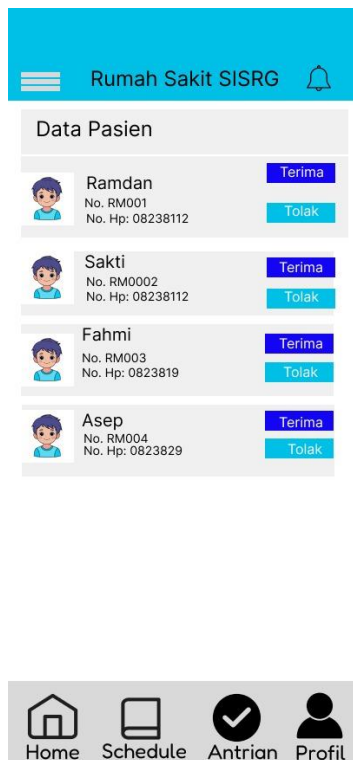 Rumah Sakit SISRG
Data Pasien
Ramdan
No. RM001
No. Hp: 08238112
Terima
Tolak
Sakti
No. RM0002
No. Hp: 08238112
Terima
Tolak
Fahmi
No. RM003
No. Hp: 0823819
Terima
Tolak
Asep
No. RM004
No. Hp: 0823829
Terima
Tolak
Home Schedule Antrian Profil